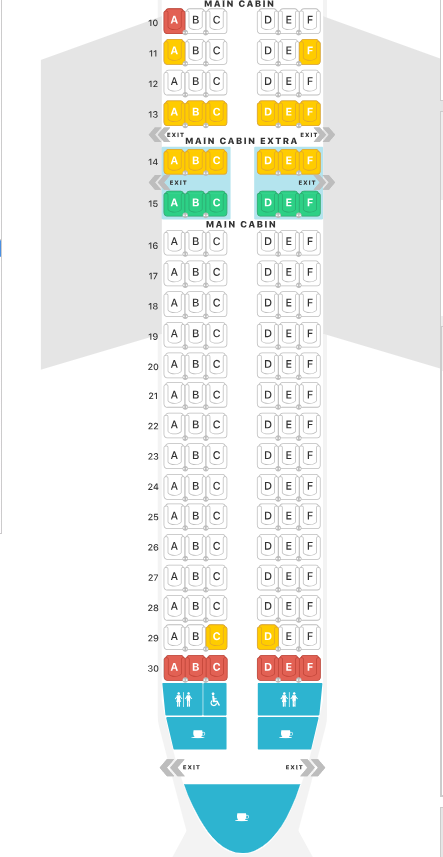 MAIN CABIN
10 A B C D E F
11 A B C D E F
12 A B C D E F
13 A B C D E F
EXIT EXIT
MAIN CABIN EXTRA
14 A B C D E F
EXIT EXIT
15 A B C D E F
MAIN CABIN
16 A B C D E F
17 A B C D E F
18 A B C D E F
19 A B C D E F
20 A B C D E F
21 A B C D E F
22 A B C D E F
23 A B C D E F
24 A B C D E F
25 A B C D E F
26 A B C D E F
27 A B C D E F
28 A B C D E F
29 A B C D E F
30 A B C D E F
EXIT EXIT